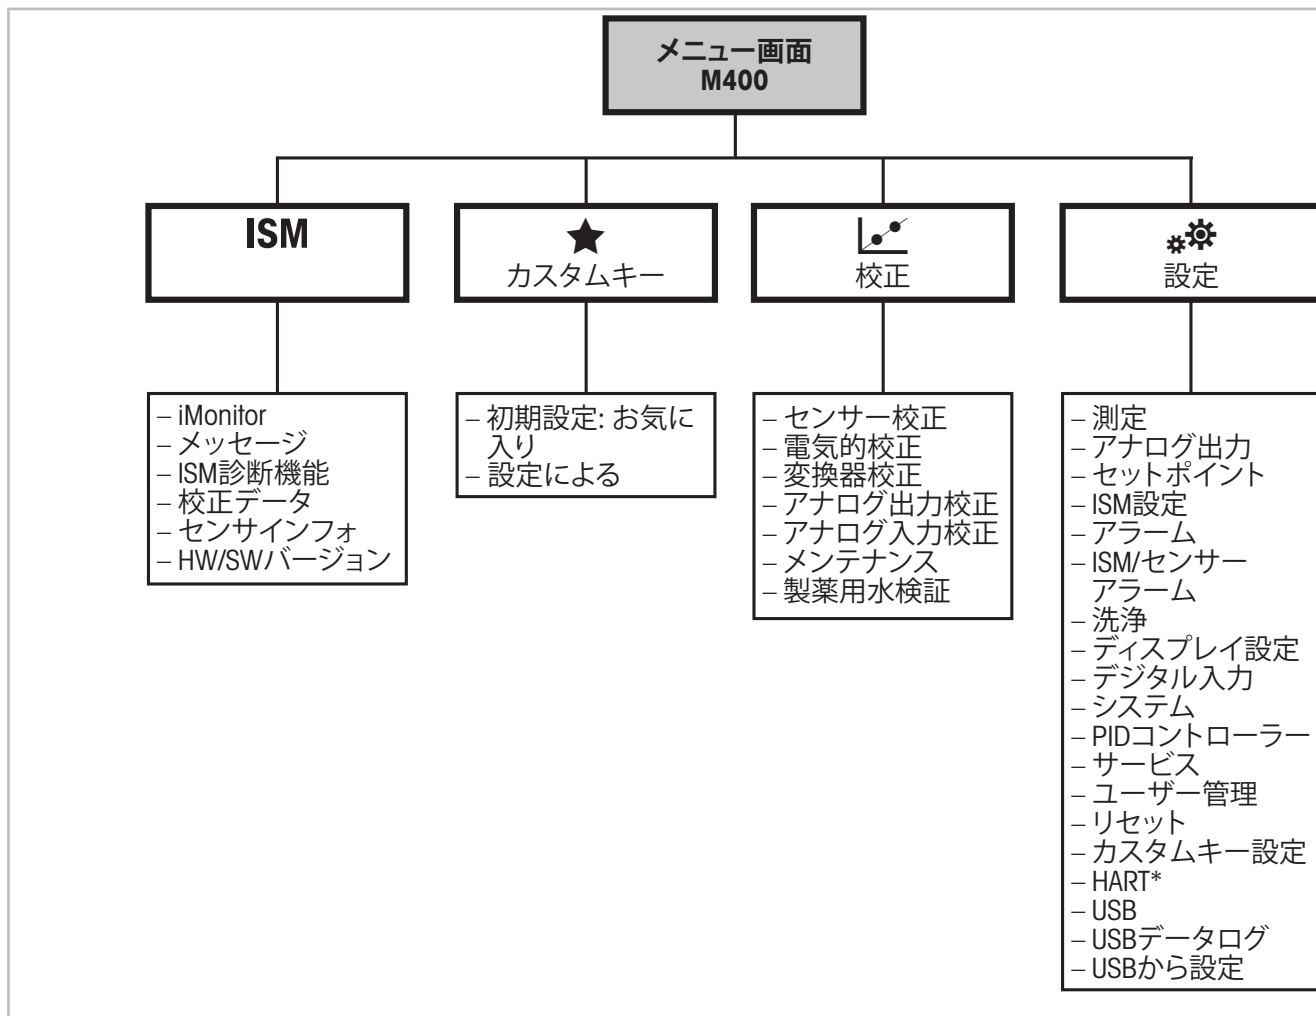 メニュー画面
M400
ISM
カスタムキー
校正
設定
– iMonitor
– メッセージ
– ISM診断機能
– 校正データ
– センサインフォ
– HW/SWバージョン
– 初期設定: お気に
入り
– 設定による
– センサー校正
– 電気的校正
– 変換器校正
– アナログ出力校正
– アナログ入力校正
– メンテナンス
– 製薬用水検証
– 測定
– アナログ出力
– セットポイント
– ISM設定
– アラーム
– ISM/センサー
アラーム
– 洗浄
– ディスプレイ設定
– デジタル入力
– システム
– PIDコントローラー
– サービス
– ユーザー管理
– リセット
– カスタムキー設定
– HART*
– USB
– USBデータログ
– USBから設定